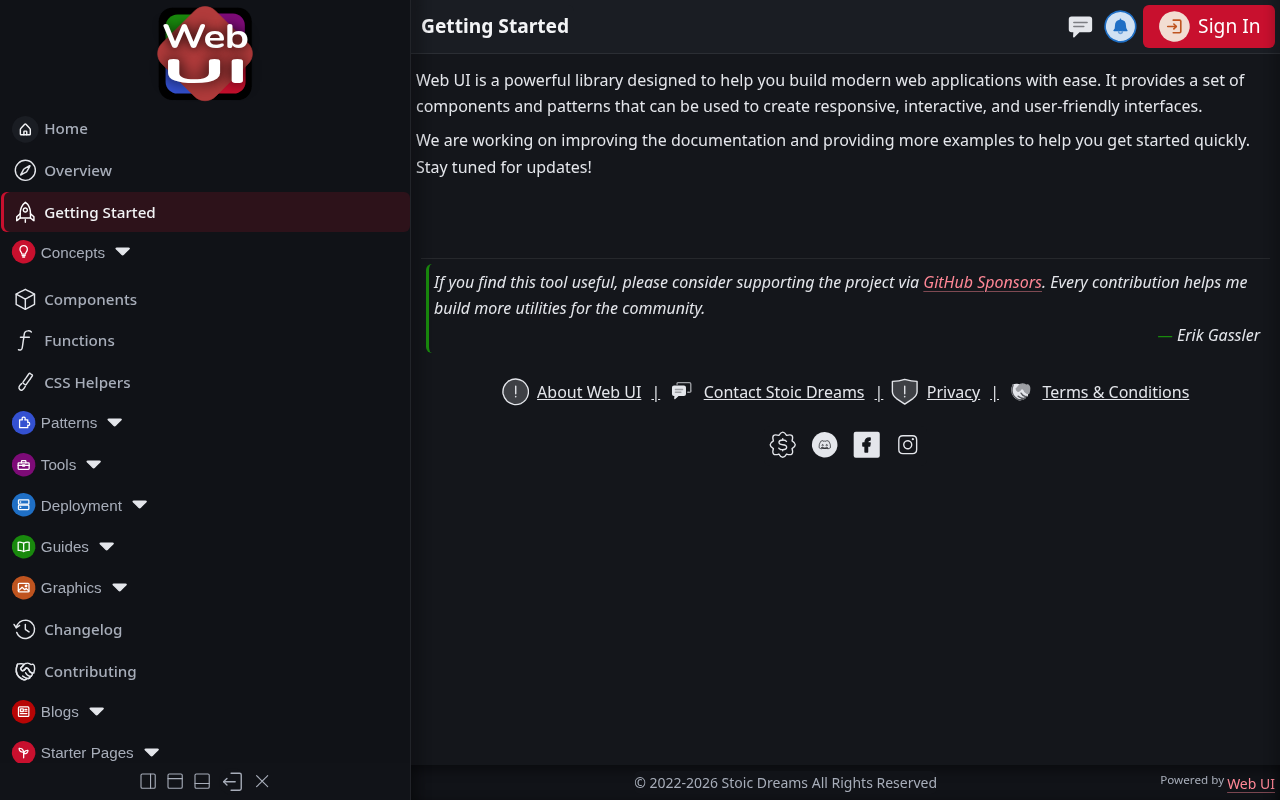 Web
UI
Home
Overview
Getting Started
Concepts
Components
Functions
CSS Helpers
Patterns
Tools
Deployment
Guides
Graphics
Changelog
Contributing
Blogs
Starter Pages
Getting Started
Sign In
Web UI is a powerful library designed to help you build modern web applications with ease. It provides a set of
components and patterns that can be used to create responsive, interactive, and user-friendly interfaces.
We are working on improving the documentation and providing more examples to help you get started quickly.
Stay tuned for updates!
If you find this tool useful, please consider supporting the project via GitHub Sponsors. Every contribution helps me
build more utilities for the community.
— Erik Gassler
About Web UI | Contact Stoic Dreams | Privacy | Terms & Conditions
© 2022-2026 Stoic Dreams All Rights Reserved
Powered by Web UI